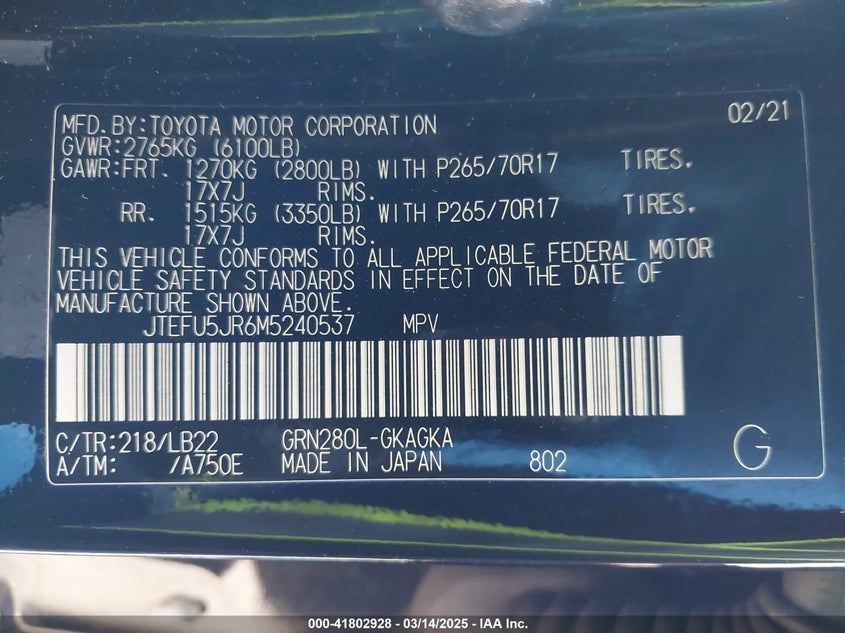 02/21
MFD.BY:TOYOTA MOTOR CORPORATION
GVWR:2765KG (6100LB)
GAWR:FRT. 1270KG (2800LB) WITH P265/70R17 TIRES.
17X7J RIMS.
RR. 1515KG (3350LB) WITH P265/70R17 TIRES.
17X7J RIMS.
THIS VEHICLE CONFORMS TO ALL APPLICABLE FEDERAL MOTOR
VEHICLE SAFETY STANDARDS IN EFFECT ON THE DATE OF
MANUFACTURE SHOWN ABOVE.
JTEFU5JR6M5240537 MPV
C/TR:218/LB22 GRN280L-GKAGKA
A/TM: /A750E MADE IN JAPAN 802
G
000-41802928 - 03/14/2025 - IAA Inc.